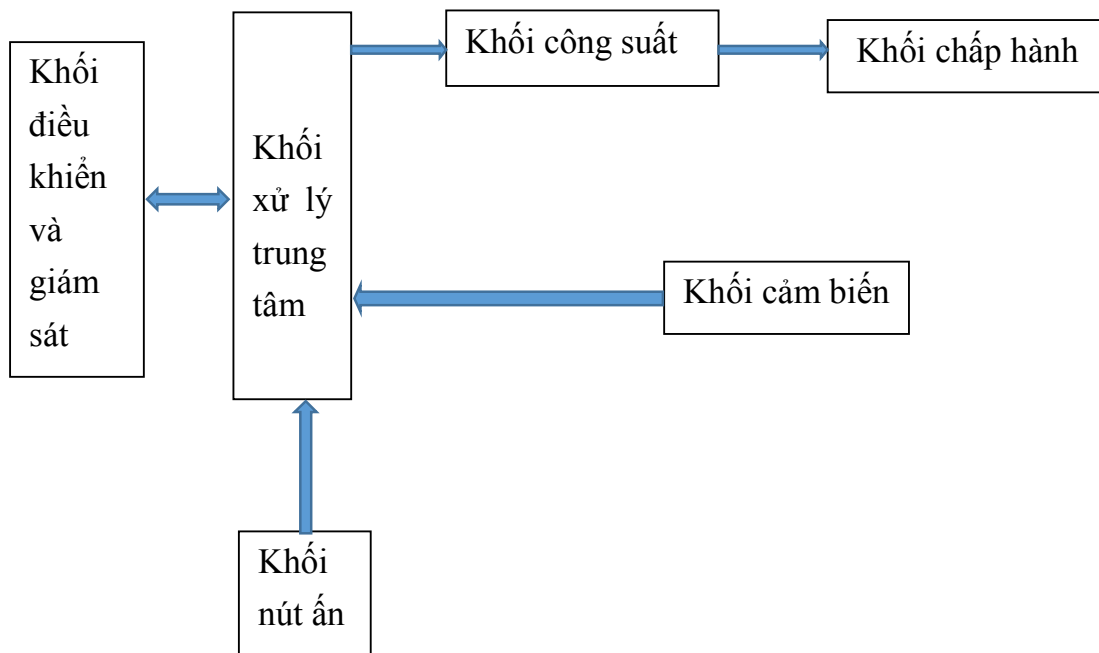 Khối
điều
khiển
và
giám
sát
Khối
xử lý
trung
tâm
Khối công suất
Khối chấp hành
Khối cảm biến
Khối
nút ấn